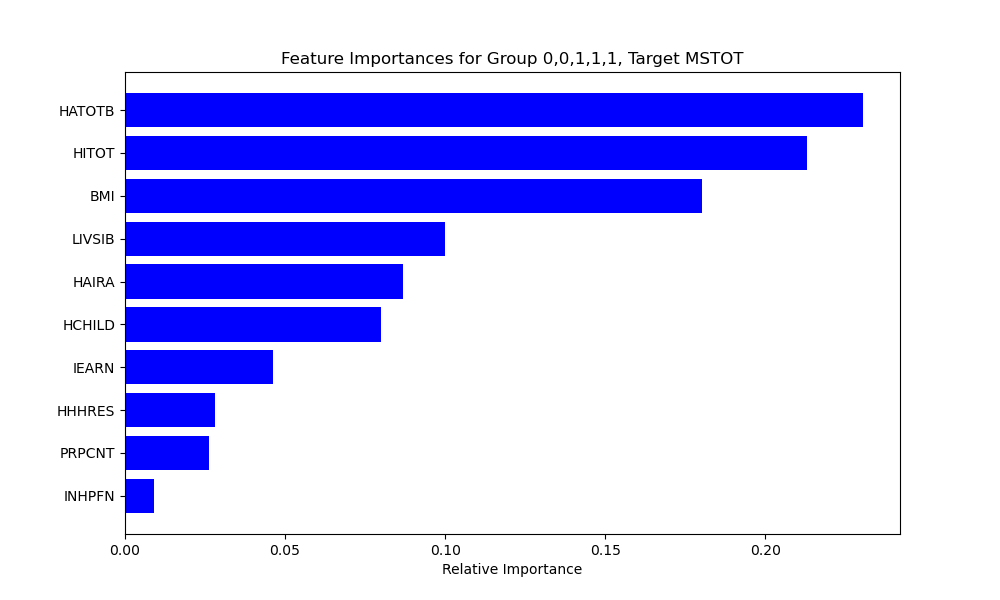 Feature Importances for Group 0,0,1,1,1, Target MSTOT
HATOTB
HITOT
BMI
LIVSIB
HAIRA
HCHILD
IEARN
HHHRES
PRPCNT
INHPFN
0.00 0.05 0.10 0.15 0.20
Relative Importance